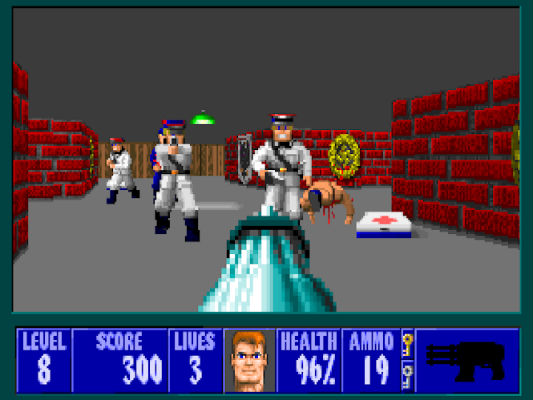 LEVEL SCORE LIVES HEALTH AMMO
8 300 3 96% 19